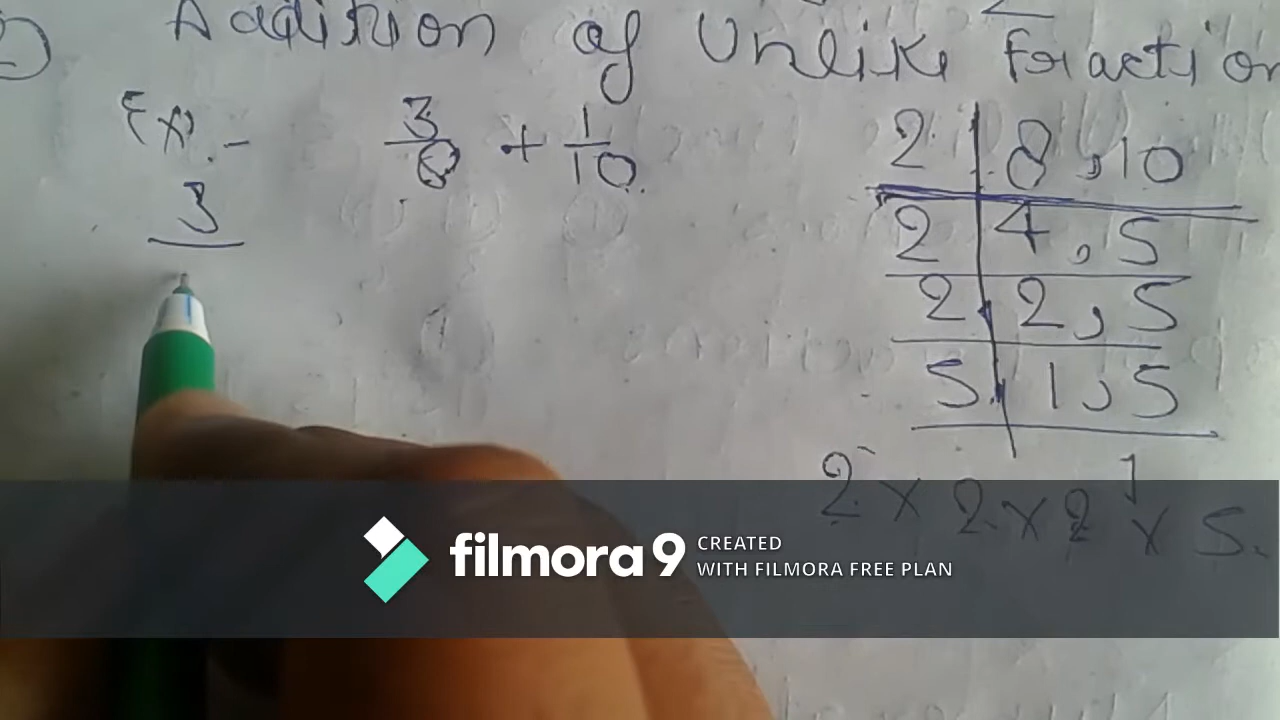 Addition of Unlike Fraction
Ex).- 3/8 + 1/10
3
2 8,10
2 4,5
2 2,5
5 1,5
2 x 2 x 2 x 5
filmora 9 CREATED
WITH FILMORA FREE PLAN